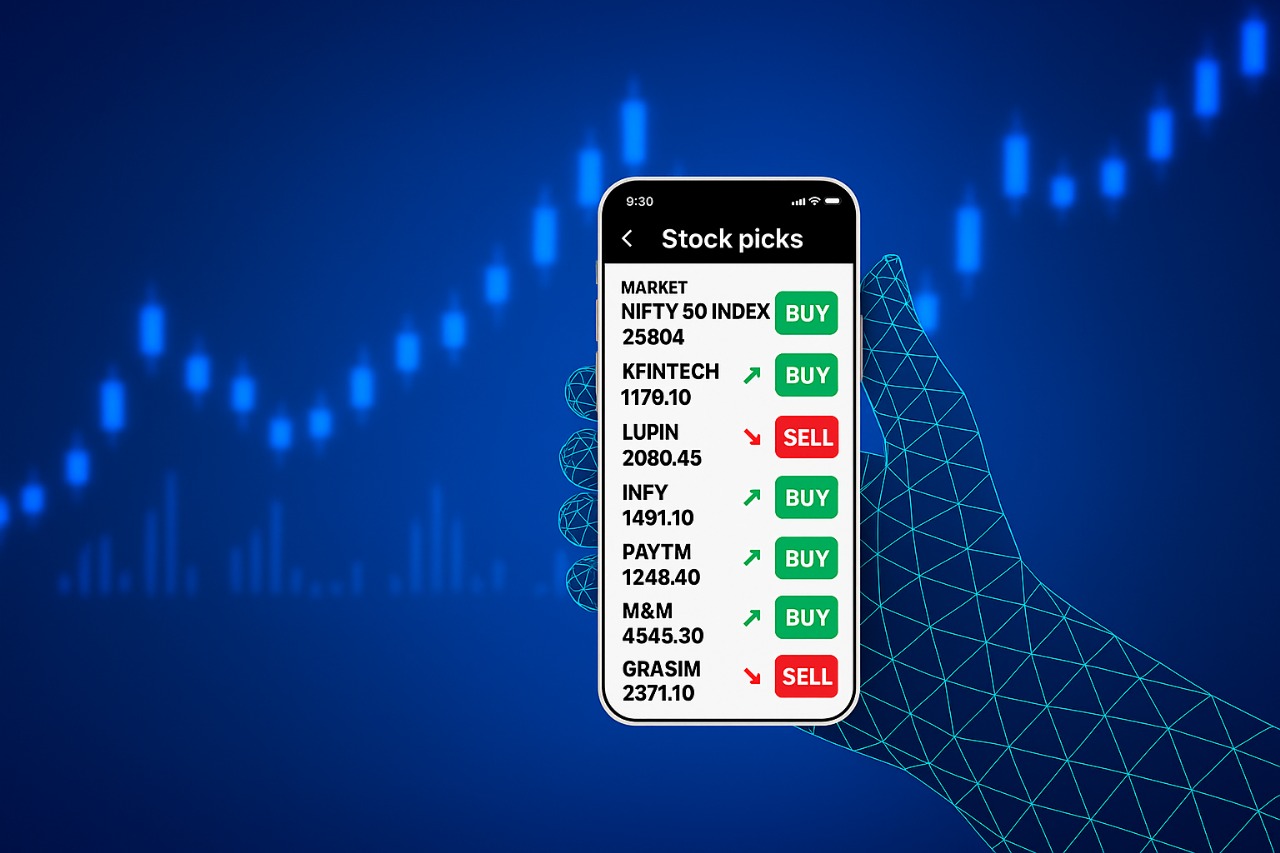 9:30
Stock picks
MARKET
NIFTY 50 INDEX BUY
25804
KFINTECH BUY
1179.10
LUPIN SELL
2080.45
INFY BUY
1491.10
PAYTM BUY
1248.40
M&M BUY
4545.30
GRASIM SELL
2371.10